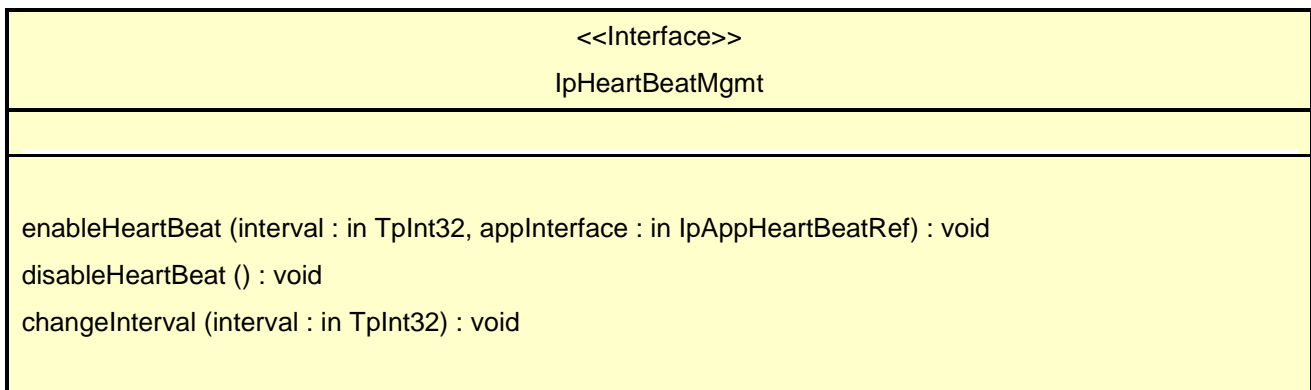 <<Interface>>
IpHeartBeatMgmt
enableHeartBeat (interval : in TpInt32, appInterface : in IpAppHeartBeatRef) : void
disableHeartBeat () : void
changeInterval (interval : in TpInt32) : void